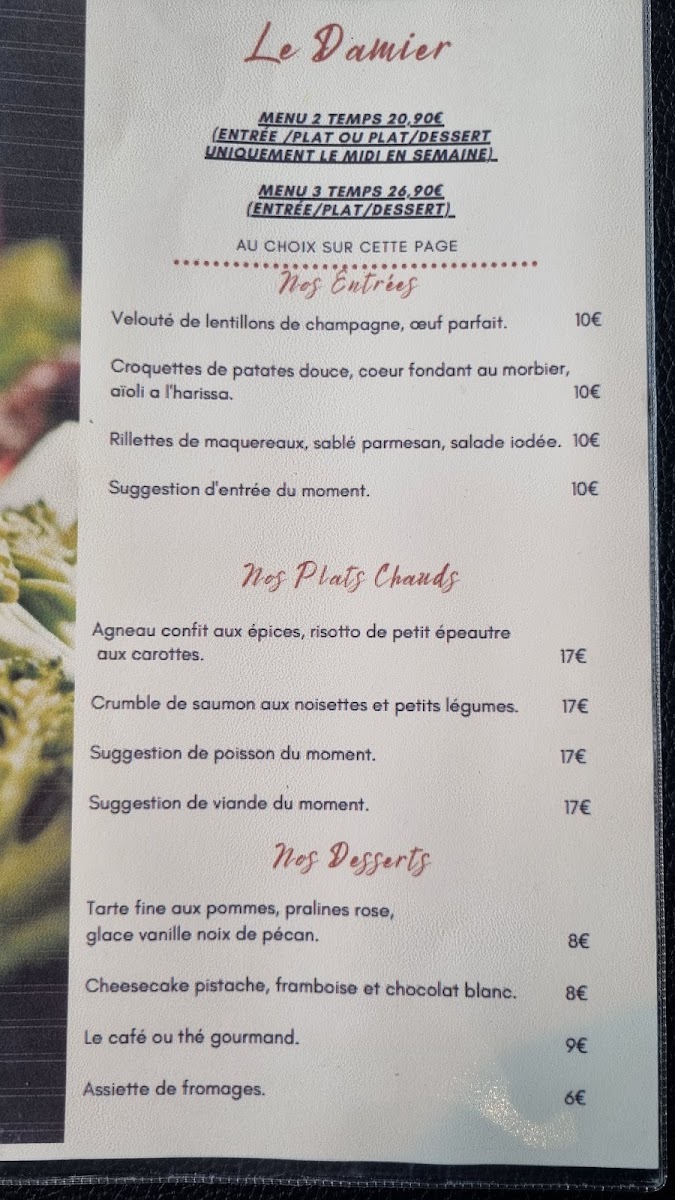 Le Damier
MENU 2 TEMPS 20,90€
(ENTRÉE /PLAT OU PLAT/DESSERT
UNIQUEMENT LE MIDI EN SEMAINE)
MENU 3 TEMPS 26,90€
(ENTRÉE/PLAT/DESSERT)
AU CHOIX SUR CETTE PAGE
Nos Entrées
Velouté de lentillons de champagne, œuf parfait. 10€
Croquettes de patates douce, coeur fondant au morbier,
aïoli a l'harissa. 10€
Rillettes de maquereaux, sablé parmesan, salade iodée. 10€
Suggestion d'entrée du moment. 10€
Nos Plats Chauds
Agneau confit aux épices, risotto de petit épeautre
aux carottes. 17€
Crumble de saumon aux noisettes et petits légumes. 17€
Suggestion de poisson du moment. 17€
Suggestion de viande du moment. 17€
Nos Desserts
Tarte fine aux pommes, pralines rose,
glace vanille noix de pécan. 8€
Cheesecake pistache, framboise et chocolat blanc. 8€
Le café ou thé gourmand. 9€
Assiette de fromages. 6€